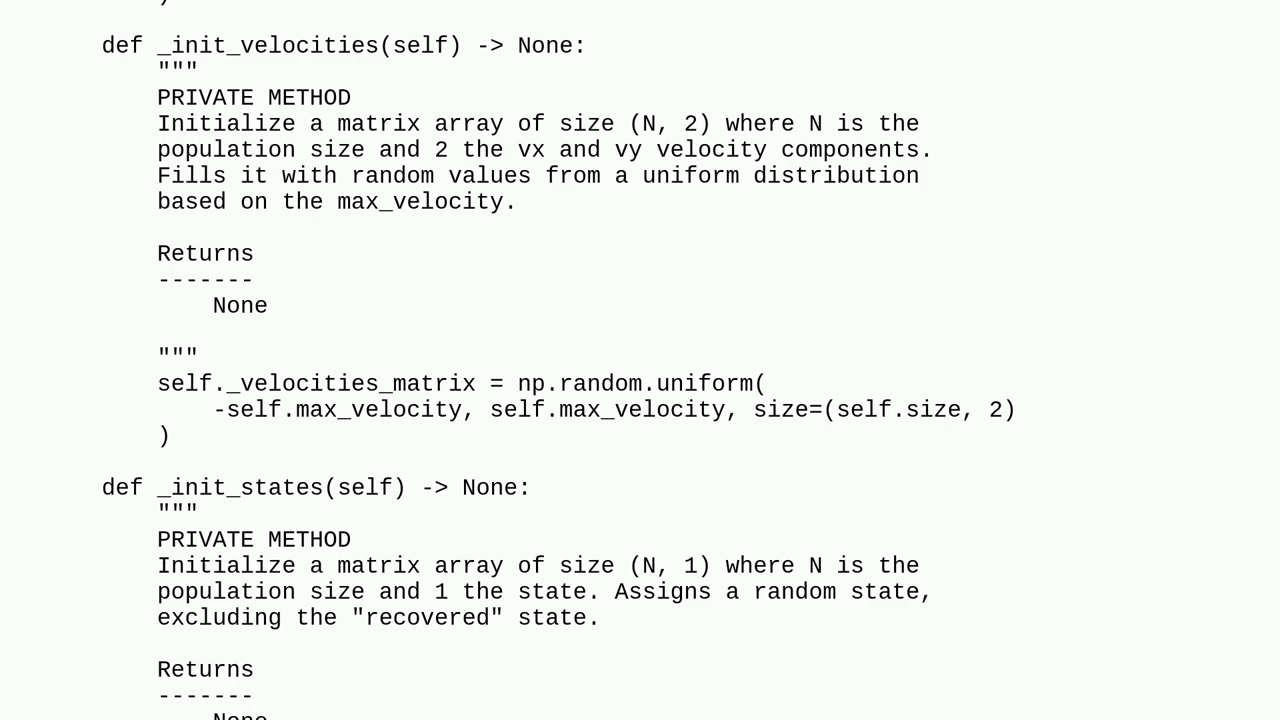 )
def _init_velocities(self) -> None:
"""
PRIVATE METHOD
Initialize a matrix array of size (N, 2) where N is the
population size and 2 the vx and vy velocity components.
Fills it with random values from a uniform distribution
based on the max_velocity.
Returns
-------
None
"""
self._velocities_matrix = np.random.uniform(
-self.max_velocity, self.max_velocity, size=(self.size, 2)
)
def _init_states(self) -> None:
"""
PRIVATE METHOD
Initialize a matrix array of size (N, 1) where N is the
population size and 1 the state. Assigns a random state,
excluding the "recovered" state.
Returns
-------
None